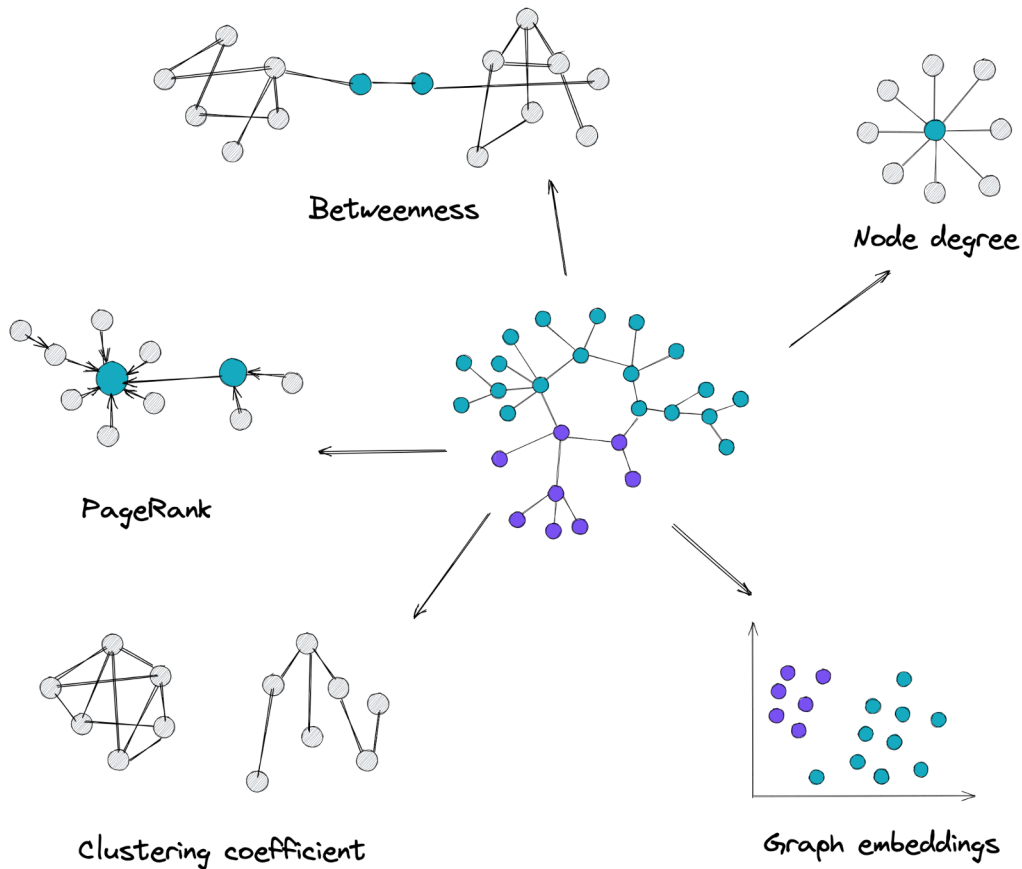 Betweenness
Node degree
PageRank
Clustering coefficient
Graph embeddings